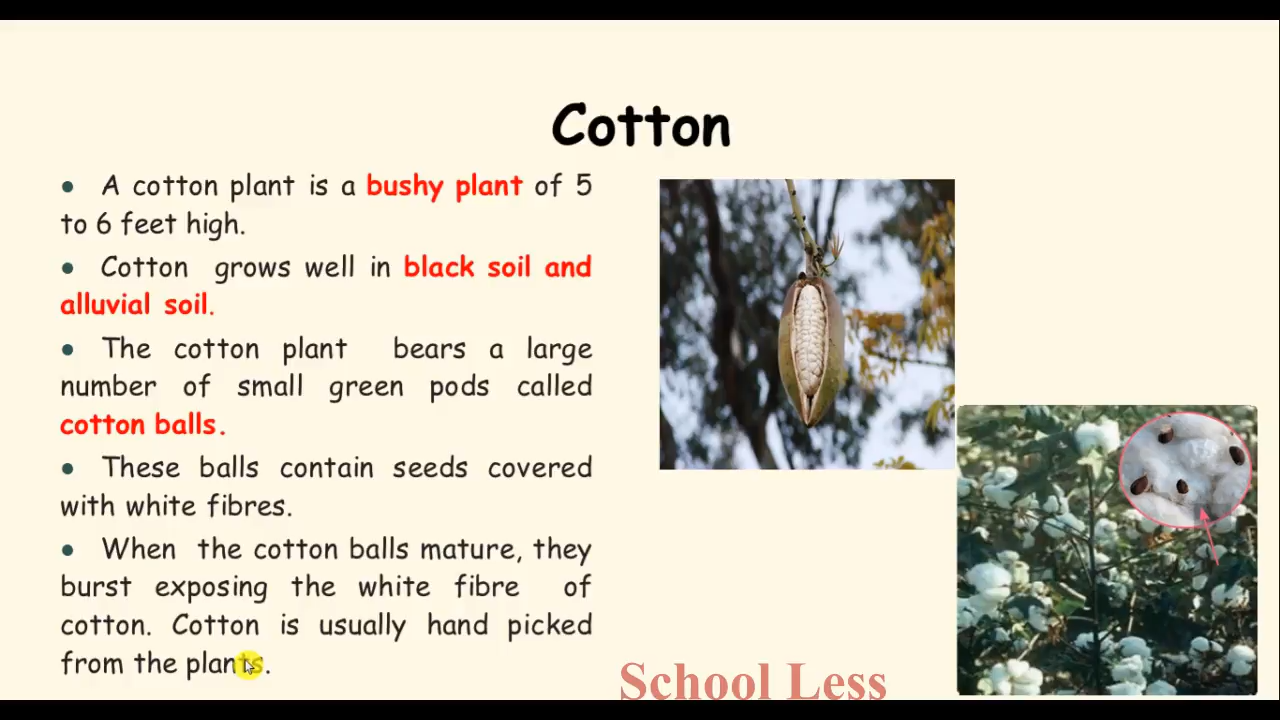 Cotton
• A cotton plant is a bushy plant of 5
to 6 feet high.
• Cotton grows well in black soil and
alluvial soil.
• The cotton plant bears a large
number of small green pods called
cotton balls.
• These balls contain seeds covered
with white fibres.
• When the cotton balls mature, they
burst exposing the white fibre of
cotton. Cotton is usually hand picked
from the plants.
School Less